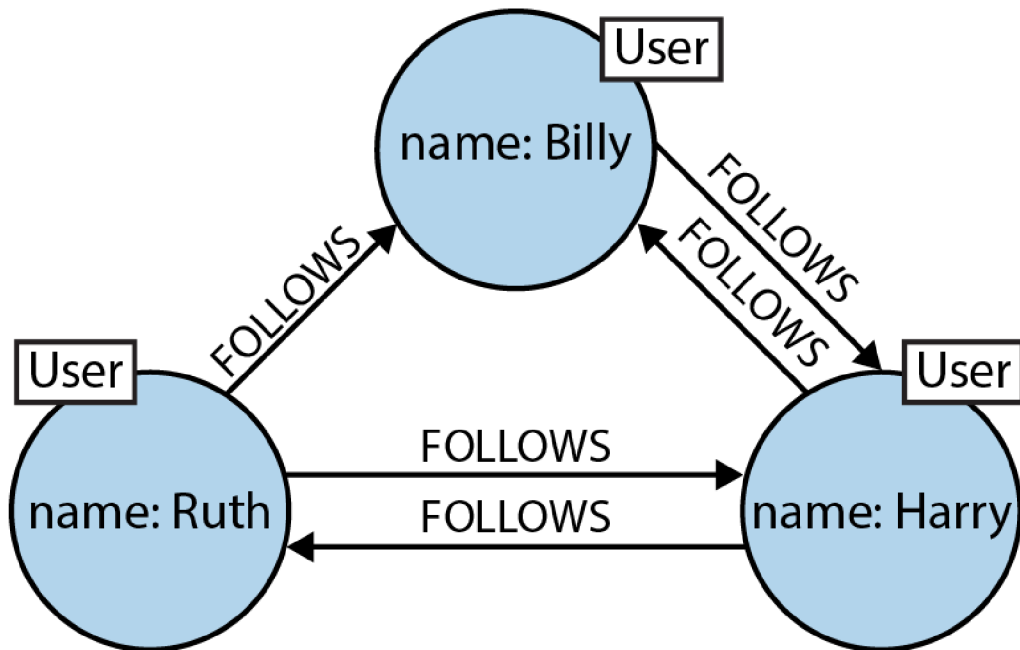 User
name: Billy
FOLLOWS
FOLLOWS
FOLLOWS
User
User
FOLLOWS
name: Ruth
FOLLOWS
name: Harry